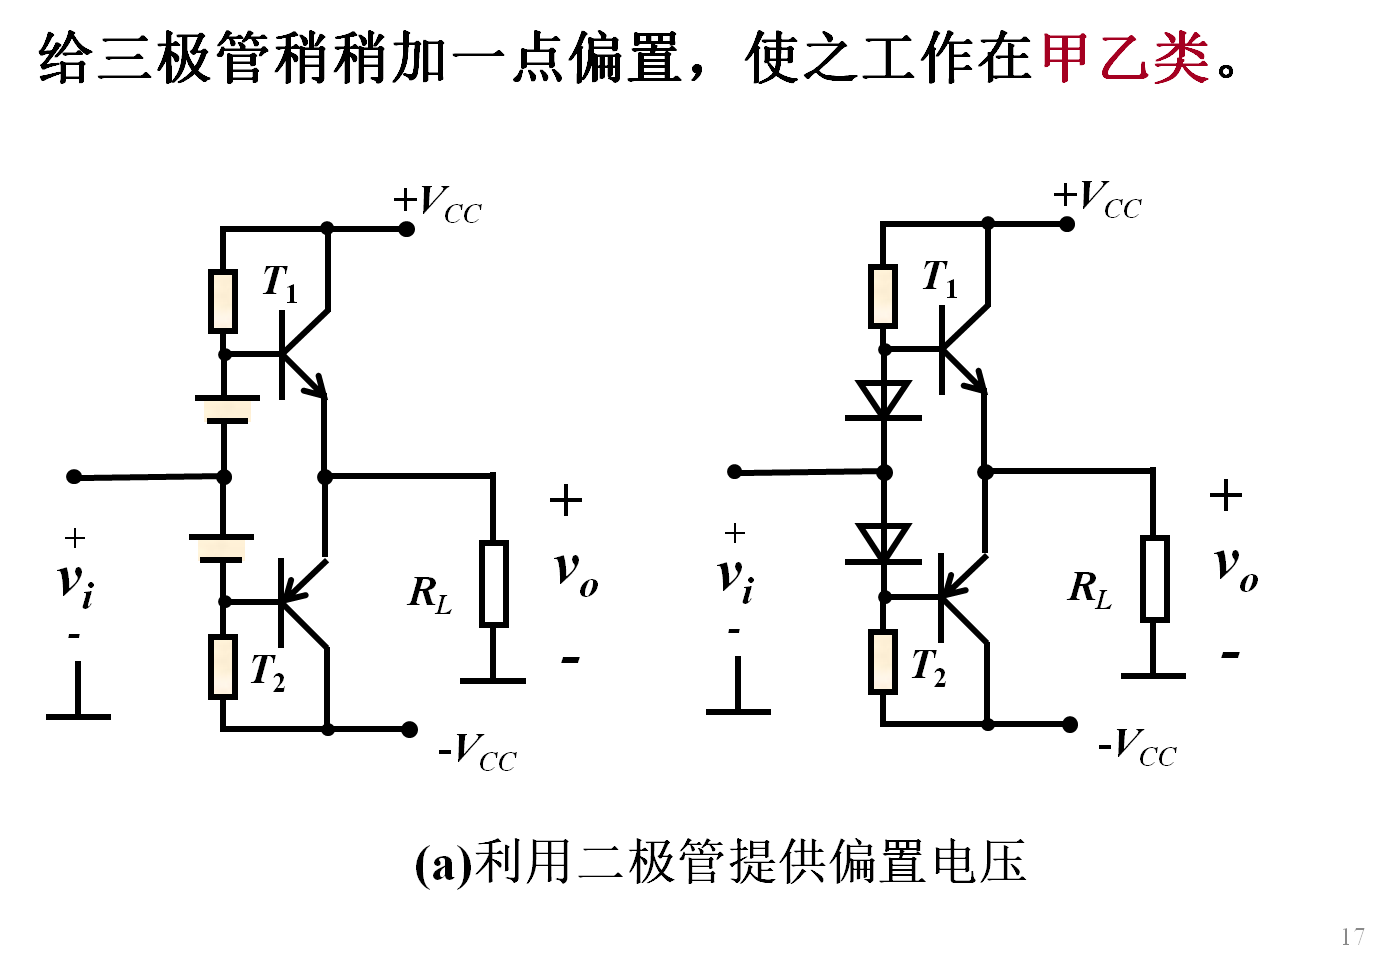 给三极管稍稍加一点偏置，使之工作在甲乙类。
+VCC
T1
+
vi
-
T2
RL
+
vo
-
-VCC
+VCC
T1
+
vi
-
T2
RL
+
vo
-
-VCC
(a)利用二极管提供偏置电压
17